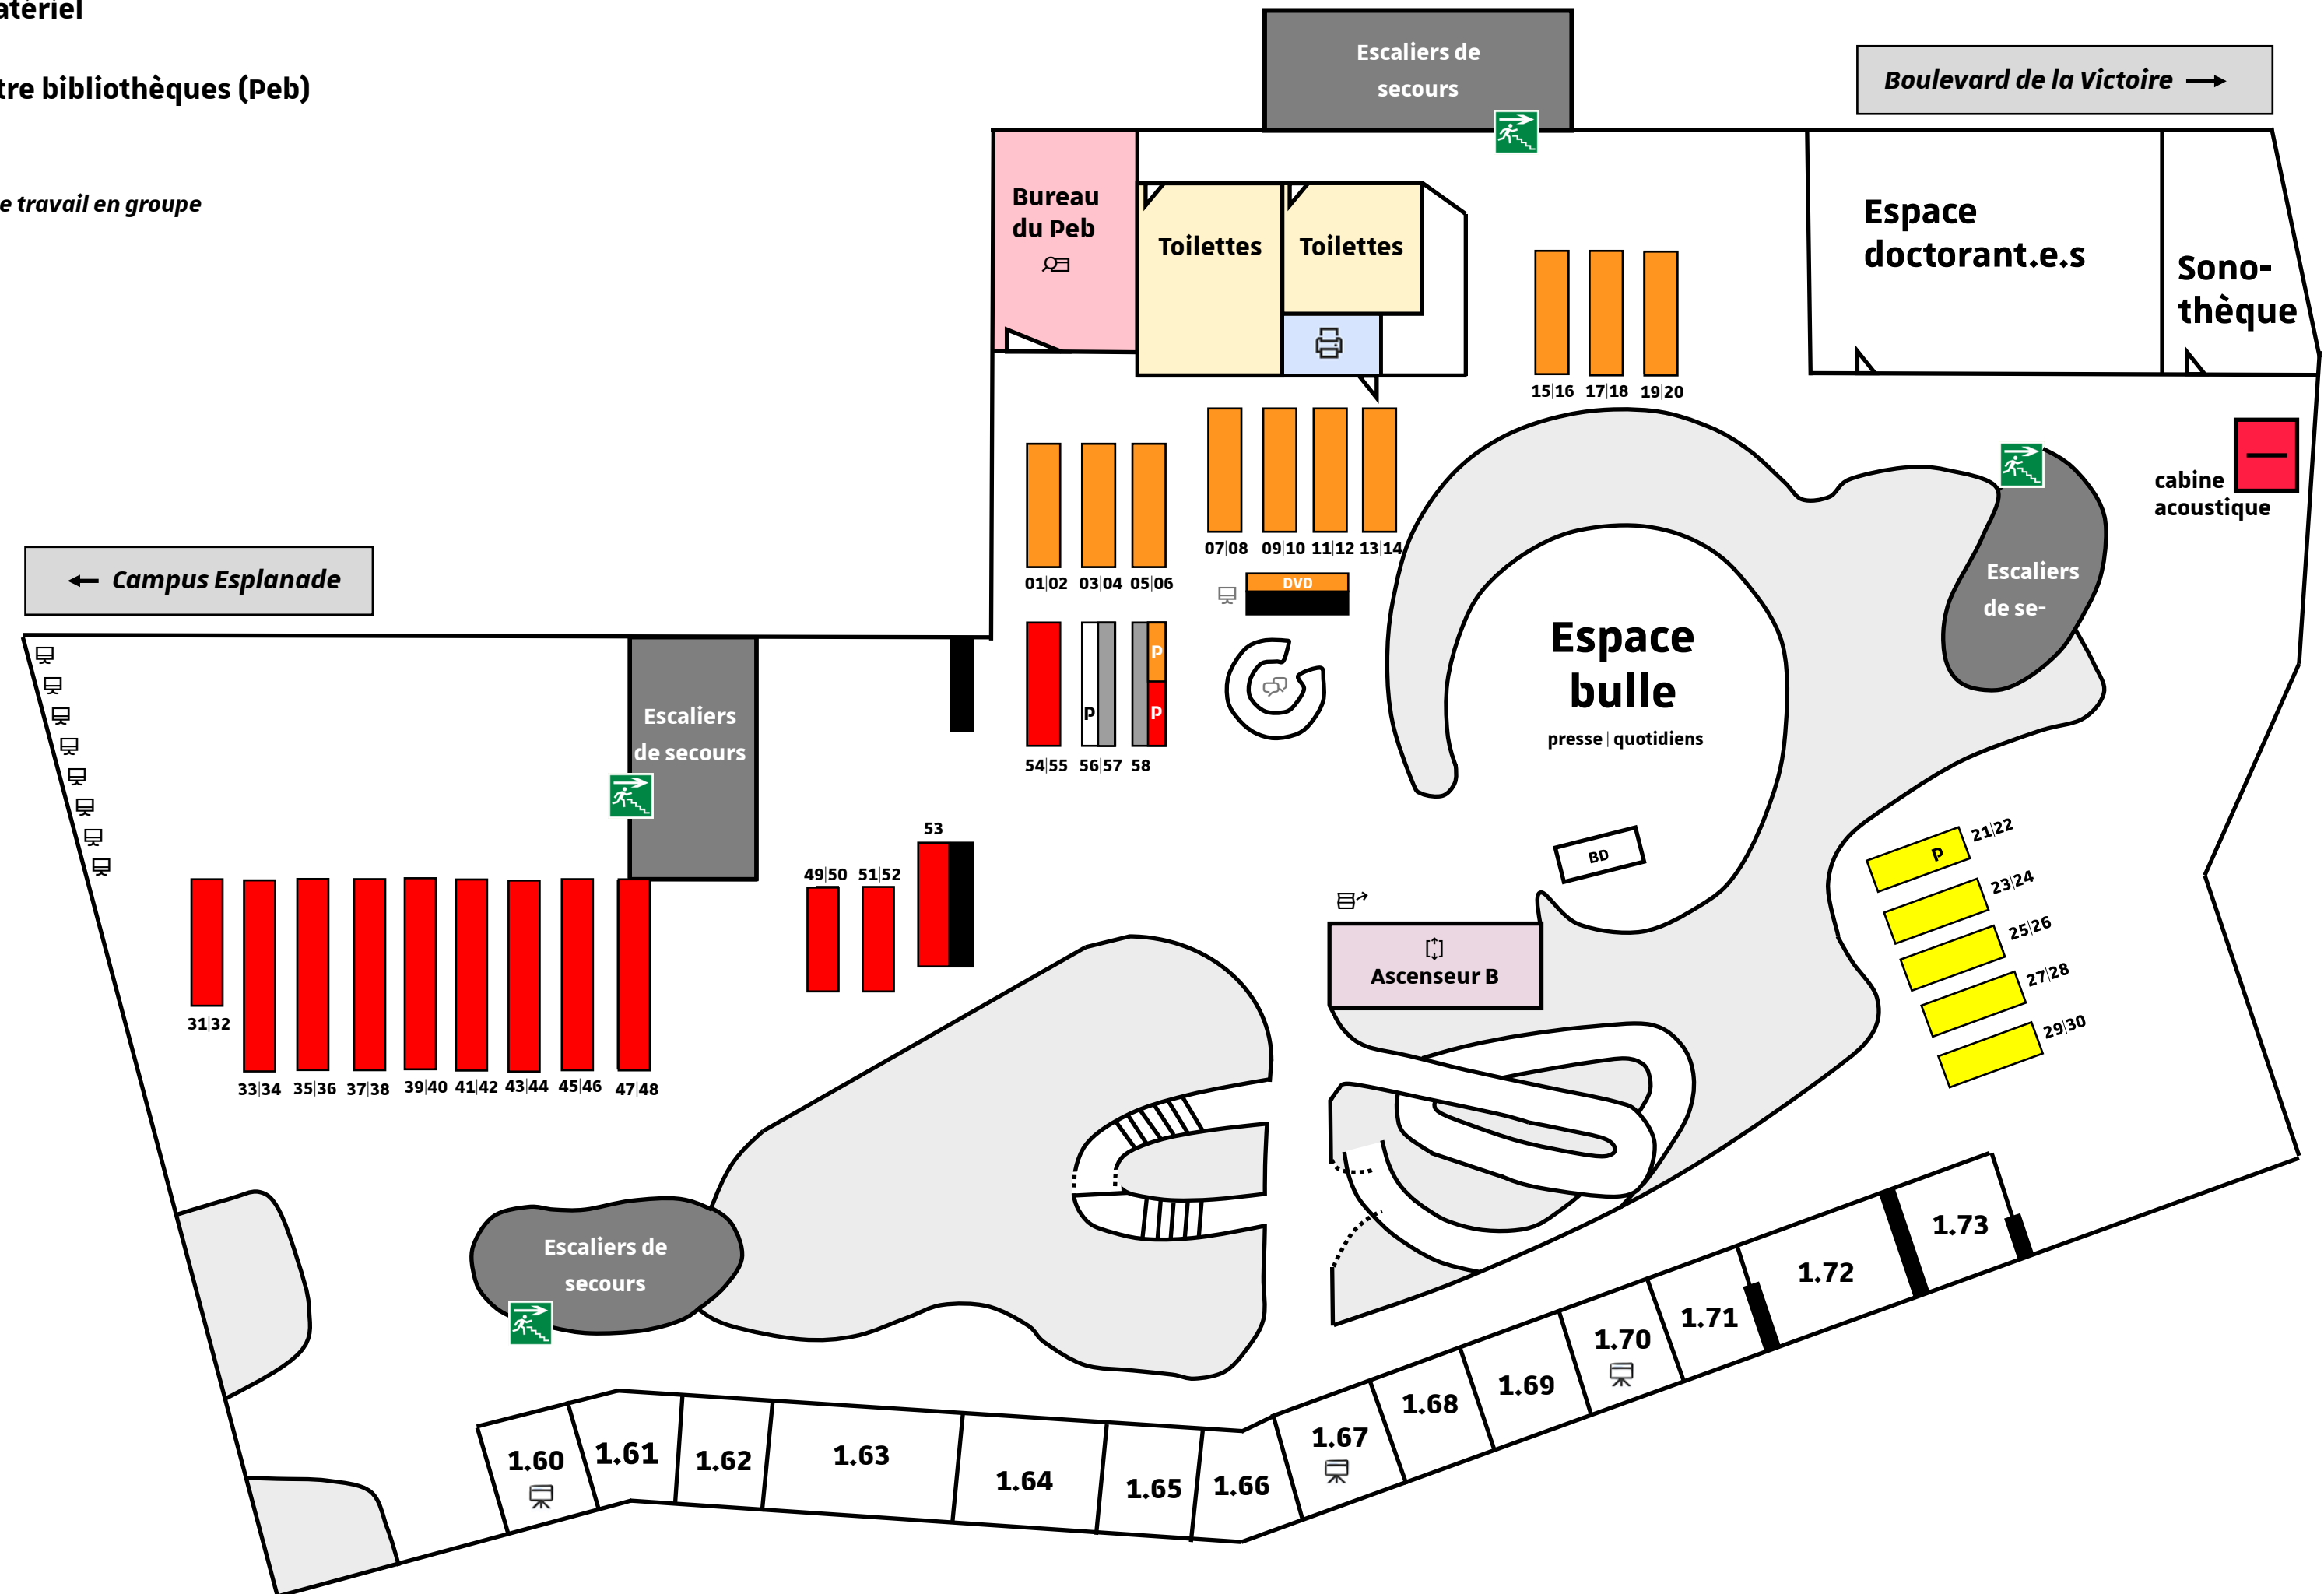 atériel
tre bibliothèques (Peb)
e travail en groupe
Escaliers de
secours
Boulevard de la Victoire →
Bureau
du Peb
Toilettes
Toilettes
Espace
doctorant.e.s
Sono-
thèque
15|16
17|18
19|20
cabine
acoustique
07|08
09|10
11|12
13|14
01|02
03|04
05|06
DVD
← Campus Esplanade
Escaliers
de se-
Espace
bulle
presse | quotidiens
P
P
P
54|55
56|57
58
Escaliers
de secours
BD
53
49|50
51|52
P
21|22
23|24
25|26
27|28
29|30
Ascenseur B
31|32
33|34
35|36
37|38
39|40
41|42
43|44
45|46
47|48
Escaliers de
secours
1.60
1.61
1.62
1.63
1.64
1.65
1.66
1.67
1.68
1.69
1.70
1.71
1.72
1.73